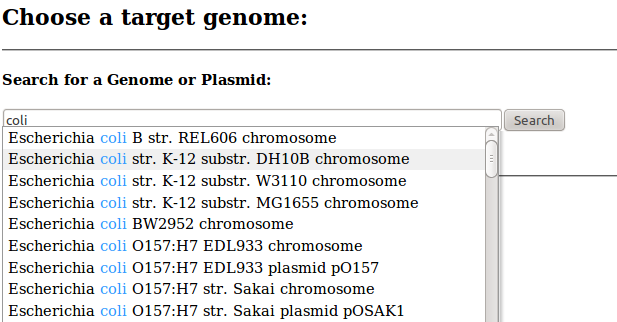 Choose a target genome:
Search for a Genome or Plasmid:
coli Search
Escherichia coli B str. REL606 chromosome
Escherichia coli str. K-12 substr. DH10B chromosome
Escherichia coli str. K-12 substr. W3110 chromosome
Escherichia coli str. K-12 substr. MG1655 chromosome
Escherichia coli BW2952 chromosome
Escherichia coli O157:H7 EDL933 chromosome
Escherichia coli O157:H7 EDL933 plasmid pO157
Escherichia coli O157:H7 str. Sakai chromosome
Escherichia coli O157:H7 str. Sakai plasmid pOSAK1